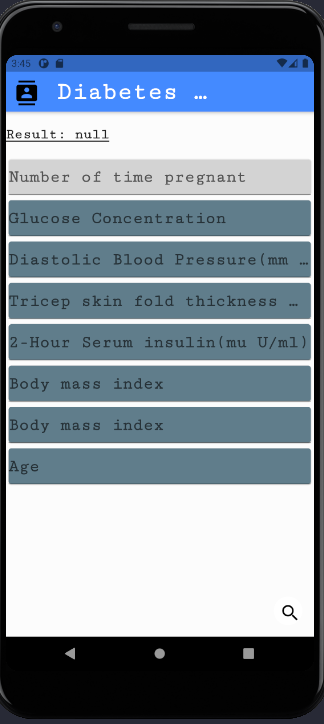 3:45
Diabetes …
Result: null
Number of time pregnant
Glucose Concentration
Diastolic Blood Pressure(mm …
Tricep skin fold thickness …
2-Hour Serum insulin(mu U/ml)
Body mass index
Body mass index
Age